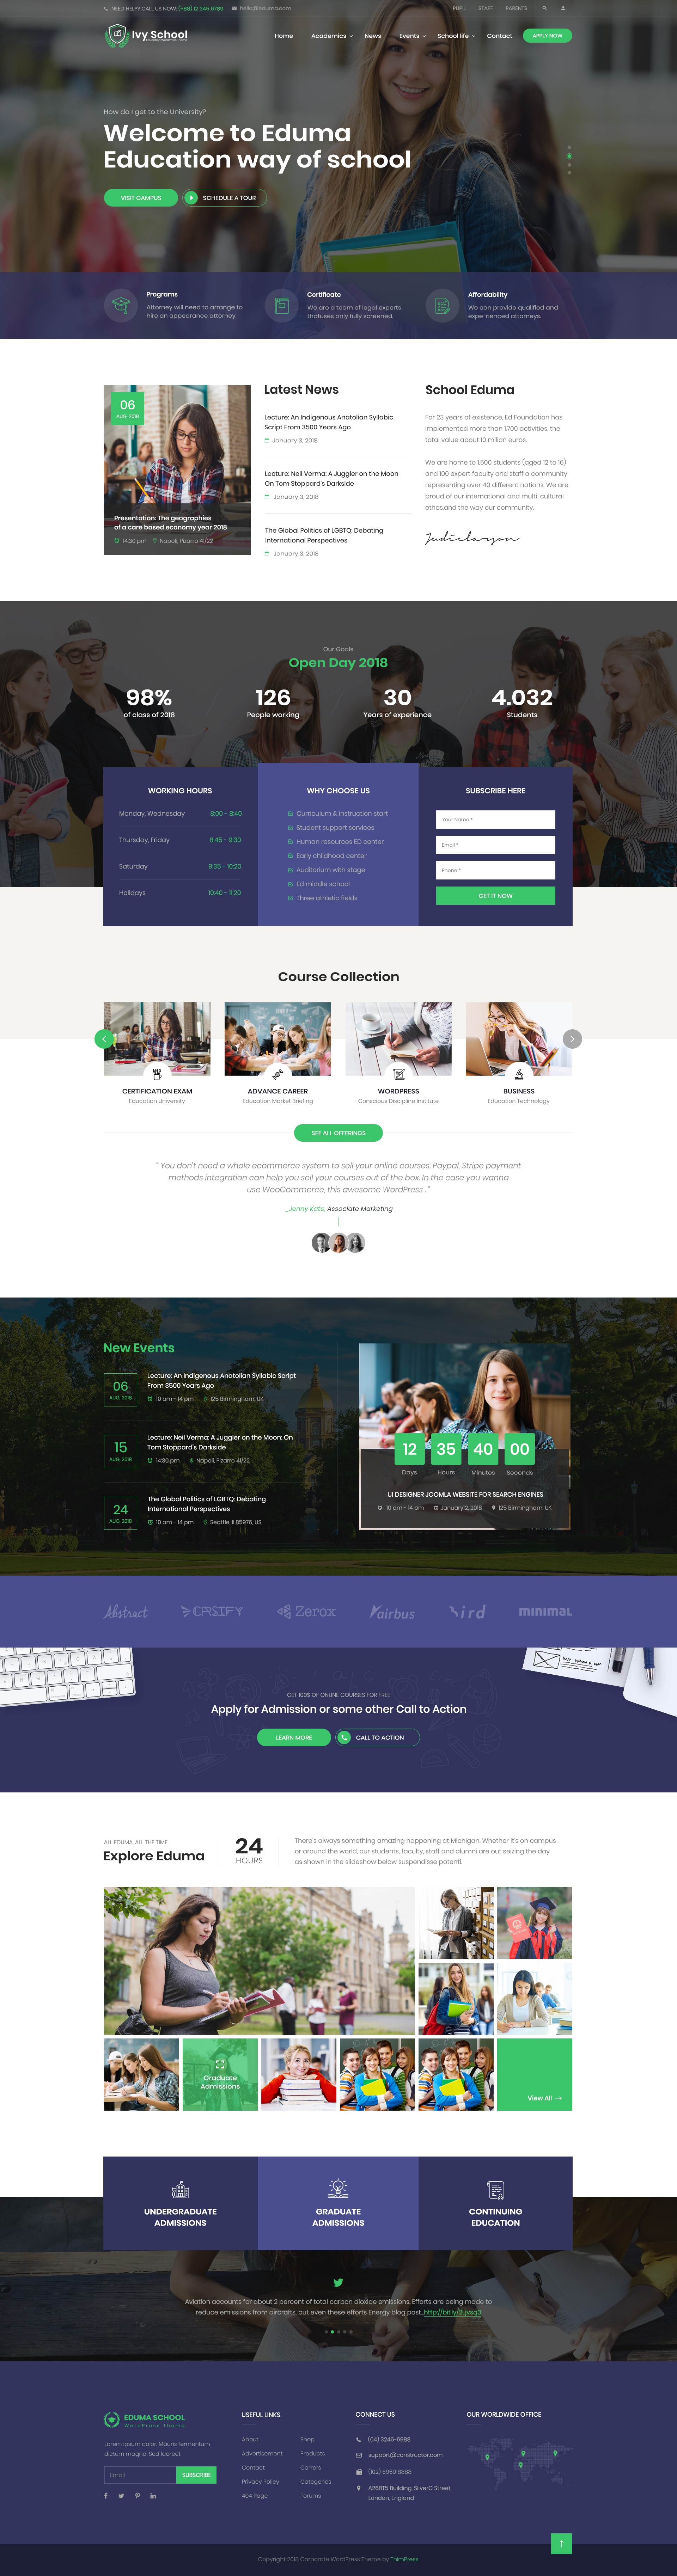 NEED HELP? CALL US NOW: (+88) 12 345 6789
hello@eduma.com
PUPIL
STAFF
PARENTS
Ivy School
Home
Academics
News
Events
School life
Contact
APPLY NOW
How do I get to the University?
Welcome to Eduma
Education way of school
VISIT CAMPUS
SCHEDULE A TOUR
Programs
Attorney will need to arrange to
hire an appearance attorney.
Certificate
We are a team of legal experts
thatuses only fully screened.
Affordability
We can provide qualified and
expe-rienced attorneys.
06
AUG, 2018
Presentation: The geographies
of a care based economy year 2018
14:30 pm
Napoli, Pizarro 41/22
Latest News
Lecture: An Indigenous Anatolian Syllabic
Script From 3500 Years Ago
January 3, 2018
Lecture: Neil Verma: A Juggler on the Moon
On Tom Stoppard's Darkside
January 3, 2018
The Global Politics of LGBTQ: Debating
International Perspectives
January 3, 2018
School Eduma
For 23 years of existence, Ed Foundation has
implemented more than 1.700 activities, the
total value about 10 milion euros.
We are home to 1,500 students (aged 12 to 16)
and 100 expert faculty and staff a community
representing over 40 different nations. We are
proud of our international and multi-cultural
ethos,and the way our community.
Our Goals
Open Day 2018
98%
of class of 2018
126
People working
30
Years of experience
4.032
Students
WORKING HOURS
Monday, Wednesday
8:00 - 8:40
Thursday, Friday
8:45 - 9:30
Saturday
9:35 - 10:20
Holidays
10:40 - 11:20
WHY CHOOSE US
Curriculum & Instruction start
Student support services
Human resources ED center
Early childhood center
Auditorium with stage
Ed middle school
Three athletic fields
SUBSCRIBE HERE
Your Name *
Email *
Phone *
GET IT NOW
Course Collection
CERTIFICATION EXAM
Education University
ADVANCE CAREER
Education Market Briefing
WORDPRESS
Conscious Discipline Institute
BUSINESS
Education Technology
SEE ALL OFFERINGS
" You don't need a whole ecommerce system to sell your online courses. Paypal, Stripe payment
methods integration can help you sell your courses out of the box. In the case you wanna
use WooCommerce, this awesome WordPress . "
_Jenny Kate, Associate Marketing
New Events
06
AUG, 2018
Lecture: An Indigenous Anatolian Syllabic Script
From 3500 Years Ago
10 am - 14 pm
125 Birmingham, UK
15
AUG, 2018
Lecture: Neil Verma: A Juggler on the Moon: On
Tom Stoppard's Darkside
14:30 pm
Napoli, Pizarro 41/22
24
AUG, 2018
The Global Politics of LGBTQ: Debating
International Perspectives
10 am - 14 pm
Seattle, ILB5976, US
12
35
40
00
Days
Hours
Minutes
Seconds
UI DESIGNER JOOMLA WEBSITE FOR SEARCH ENGINES
10 am - 14 pm
January12, 2018
125 Birmingham, UK
Abstract
Zerox
airbus
ird
MINIMAL
GET 100S OF ONLINE COURSES FOR FREE
Apply for Admission or some other Call to Action
LEARN MORE
CALL TO ACTION
ALL EDUMA, ALL THE TIME
Explore Eduma
24
HOURS
There's always something amazing happening at Michigan. Whether it's on campus
or around the world, our students, faculty, staff and alumni are out seizing the day
as shown in the slideshow below suspendisse potenti.
Graduate
Admissions
View All
UNDERGRADUATE
ADMISSIONS
GRADUATE
ADMISSIONS
CONTINUING
EDUCATION
Aviation accounts for about 2 percent of total carbon dioxide emissions. Efforts are being made to
reduce emissions from aircrafts, but even these efforts Energy blog post...
EDUMA SCHOOL
WordPress Theme
Lorem ipsum dolor. Mauris fermentum
dictum magna. Sed laoreet
Email
SUBSCRIBE
USEFUL LINKS
About
Advertisement
Contact
Privacy Policy
404 Page
Shop
Products
Carrers
Categories
Forums
CONNECT US
(04) 3245-6988
support@constructor.com
(102) 6989 8988
A268T5 Building, SilverC Street,
London, England
OUR WORLDWIDE OFFICE
Copyright 2018 Corporate WordPress Theme by ThimPress